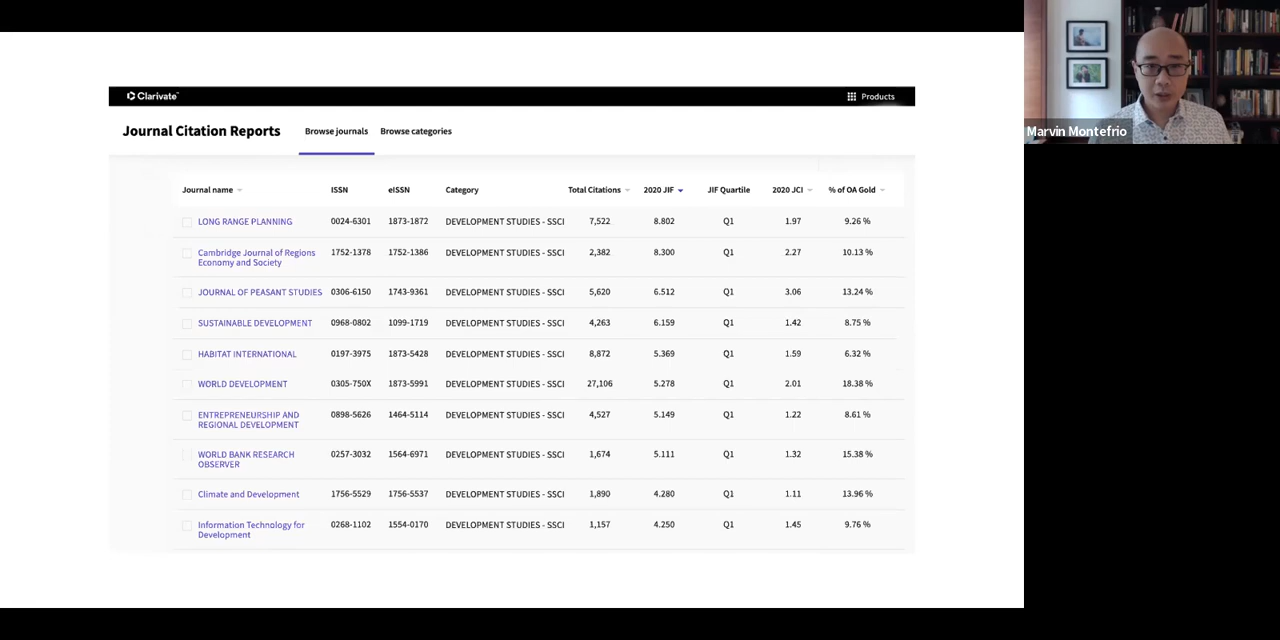 Clarivate™
Products
Journal Citation Reports Browse journals Browse categories
Journal name ISSN eISSN Category Total Citations 2020 JIF JIF Quartile 2020 JCI % of OA Gold
LONG RANGE PLANNING 0024-6301 1873-1872 DEVELOPMENT STUDIES - SSCI 7,522 8.802 Q1 1.97 9.26 %
Cambridge Journal of Regions
Economy and Society 1752-1378 1752-1386 DEVELOPMENT STUDIES - SSCI 2,382 8.300 Q1 2.27 10.13 %
JOURNAL OF PEASANT STUDIES 0306-6150 1743-9361 DEVELOPMENT STUDIES - SSCI 5,620 6.512 Q1 3.06 13.24 %
SUSTAINABLE DEVELOPMENT 0968-0802 1099-1719 DEVELOPMENT STUDIES - SSCI 4,263 6.159 Q1 1.42 8.75 %
HABITAT INTERNATIONAL 0197-3975 1873-5428 DEVELOPMENT STUDIES - SSCI 8,872 5.369 Q1 1.59 6.32 %
WORLD DEVELOPMENT 0305-750X 1873-5991 DEVELOPMENT STUDIES - SSCI 27,106 5.278 Q1 2.01 18.38 %
ENTREPRENEURSHIP AND
REGIONAL DEVELOPMENT 0898-5626 1464-5114 DEVELOPMENT STUDIES - SSCI 4,527 5.149 Q1 1.22 8.61 %
WORLD BANK RESEARCH
OBSERVER 0257-3032 1564-6971 DEVELOPMENT STUDIES - SSCI 1,674 5.111 Q1 1.32 15.38 %
Climate and Development 1756-5529 1756-5537 DEVELOPMENT STUDIES - SSCI 1,890 4.280 Q1 1.11 13.96 %
Information Technology for
Development 0268-1102 1554-0170 DEVELOPMENT STUDIES - SSCI 1,157 4.250 Q1 1.45 9.76 %
Marvin Montefrio